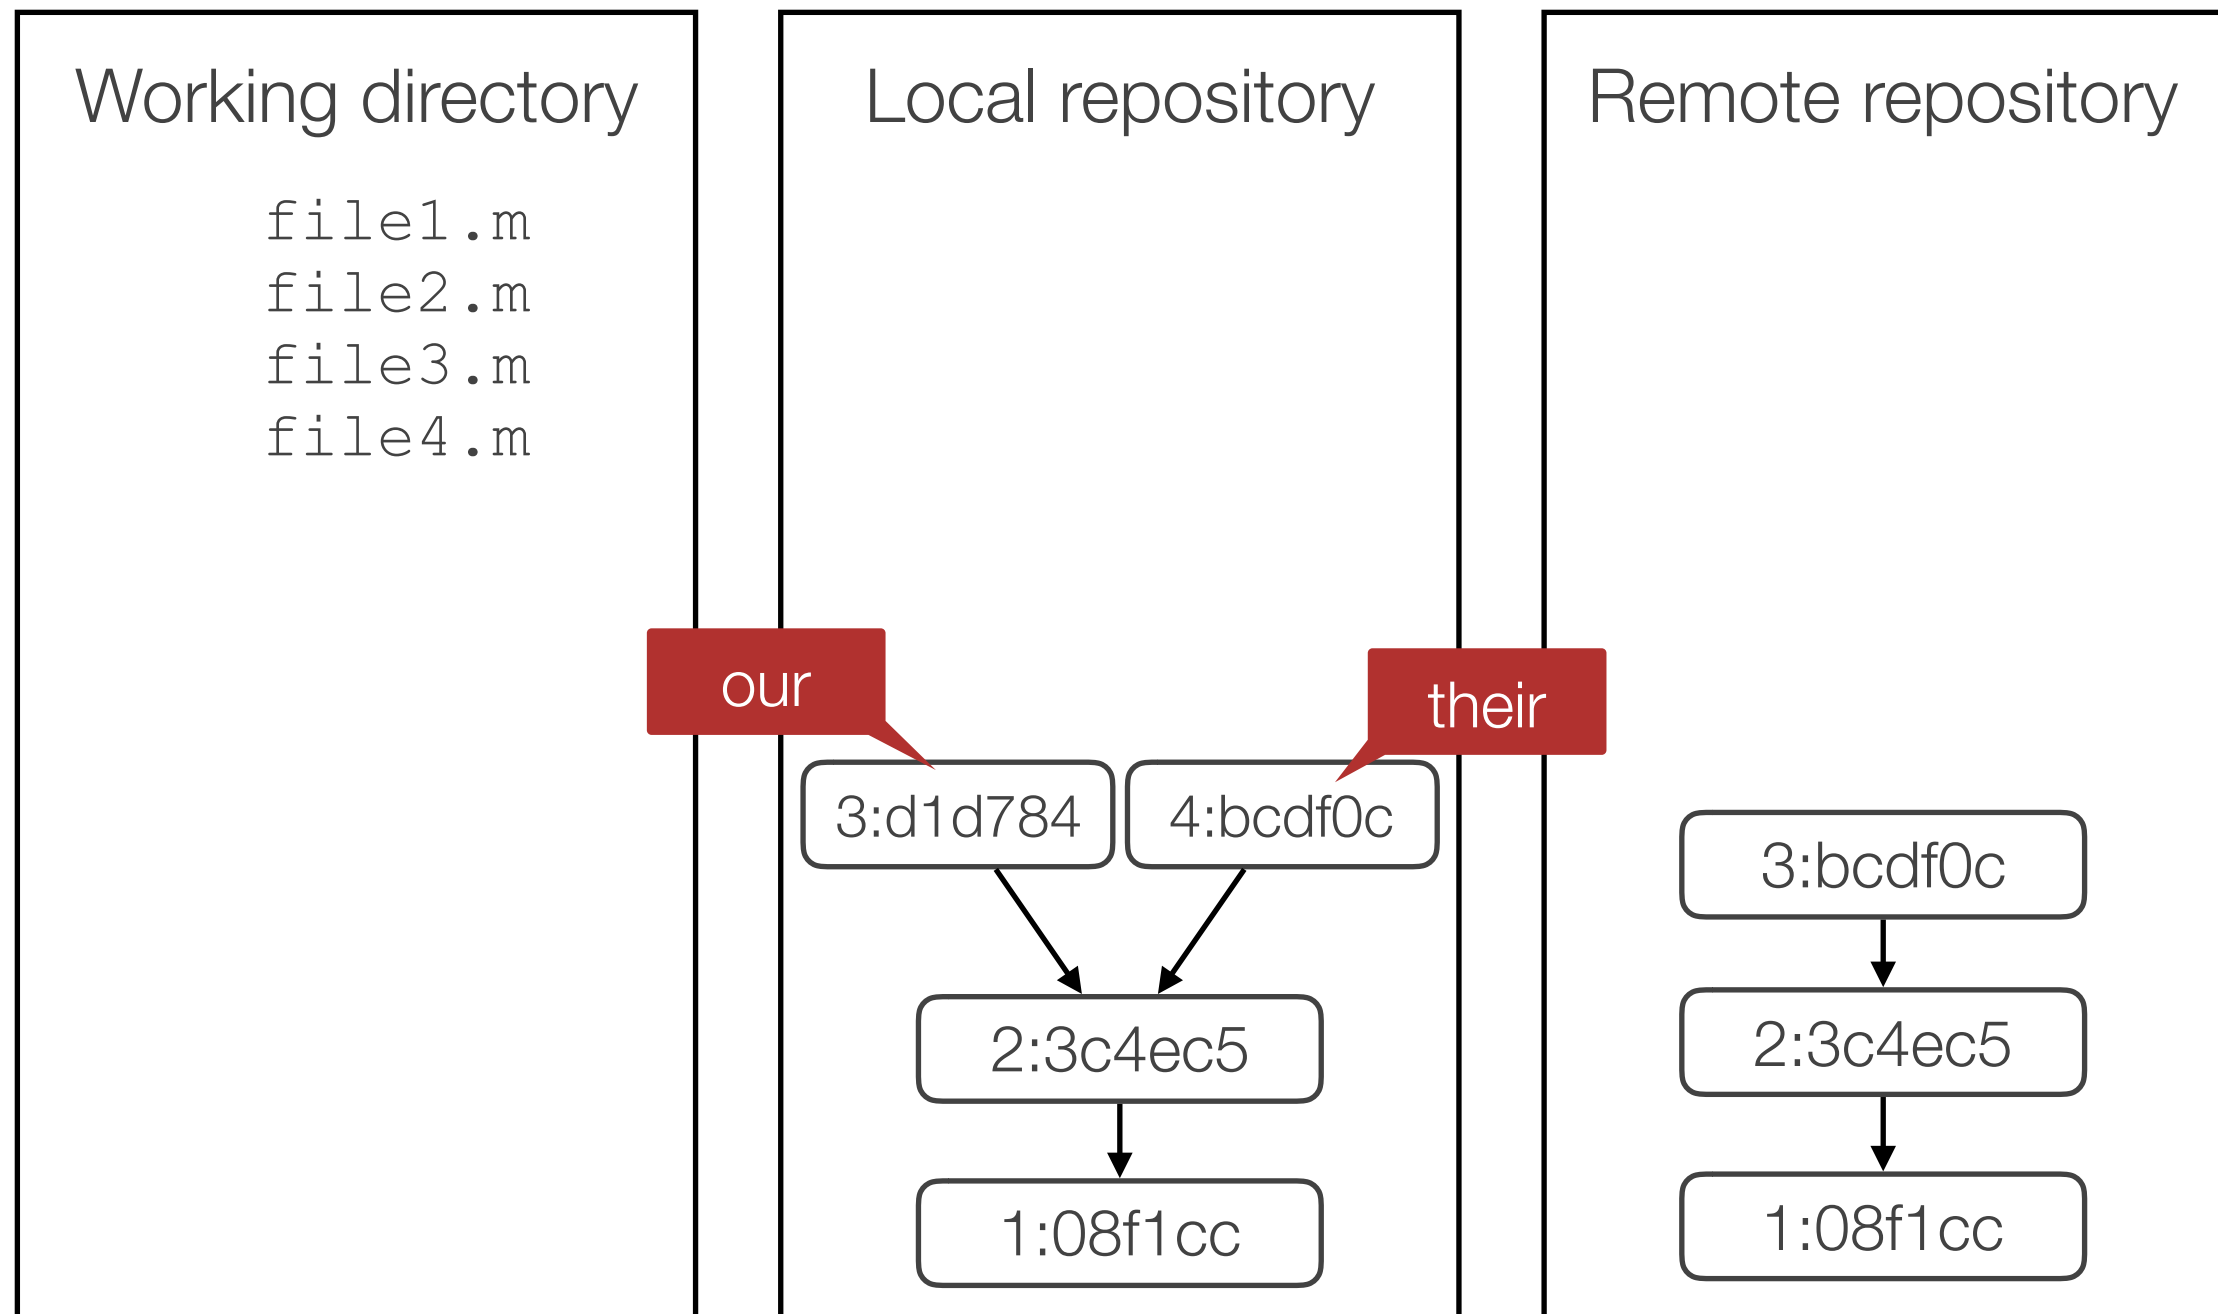 Working directory
file1.m
file2.m
file3.m
file4.m
Local repository
our
their
3:d1d784
4:bcdf0c
2:3c4ec5
1:08f1cc
Remote repository
3:bcdf0c
2:3c4ec5
1:08f1cc